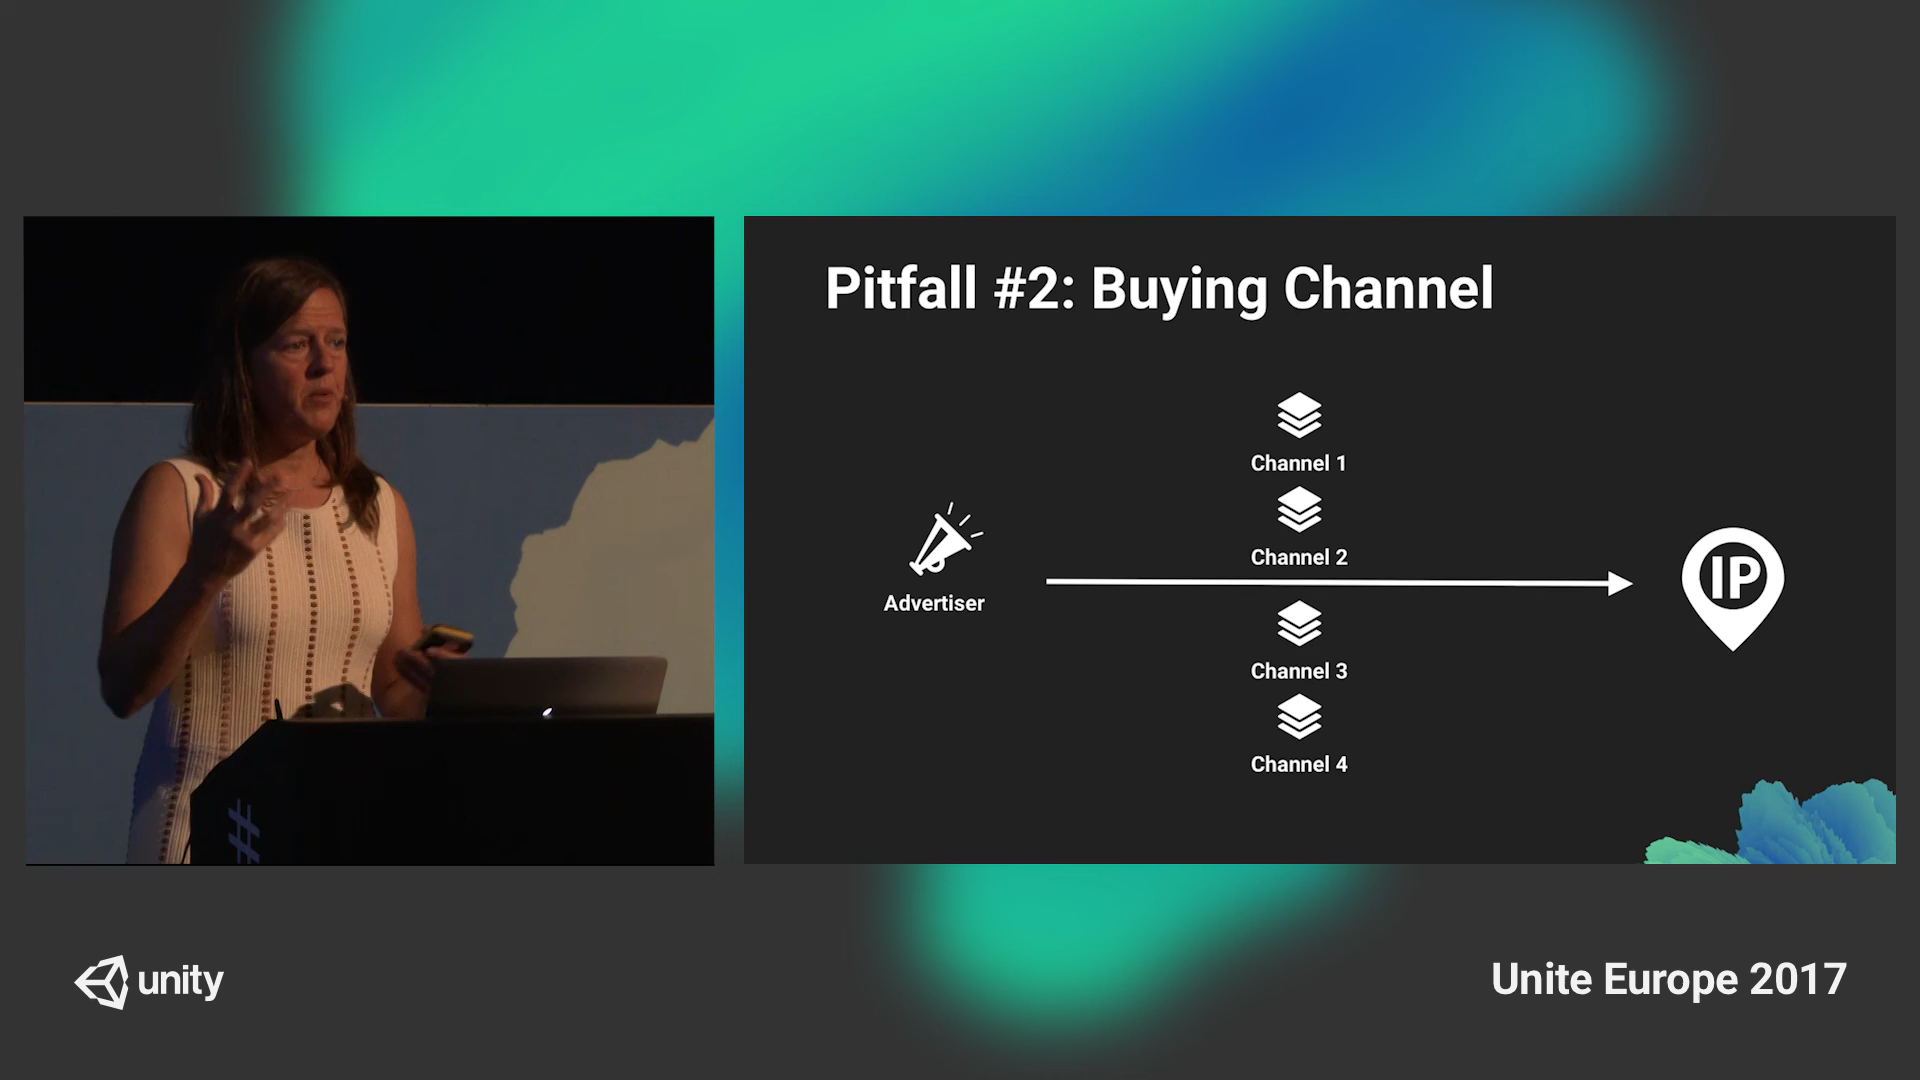 Pitfall #2: Buying Channel
Channel 1
Channel 2
Advertiser
IP
Channel 3
Channel 4
#
unity
Unite Europe 2017